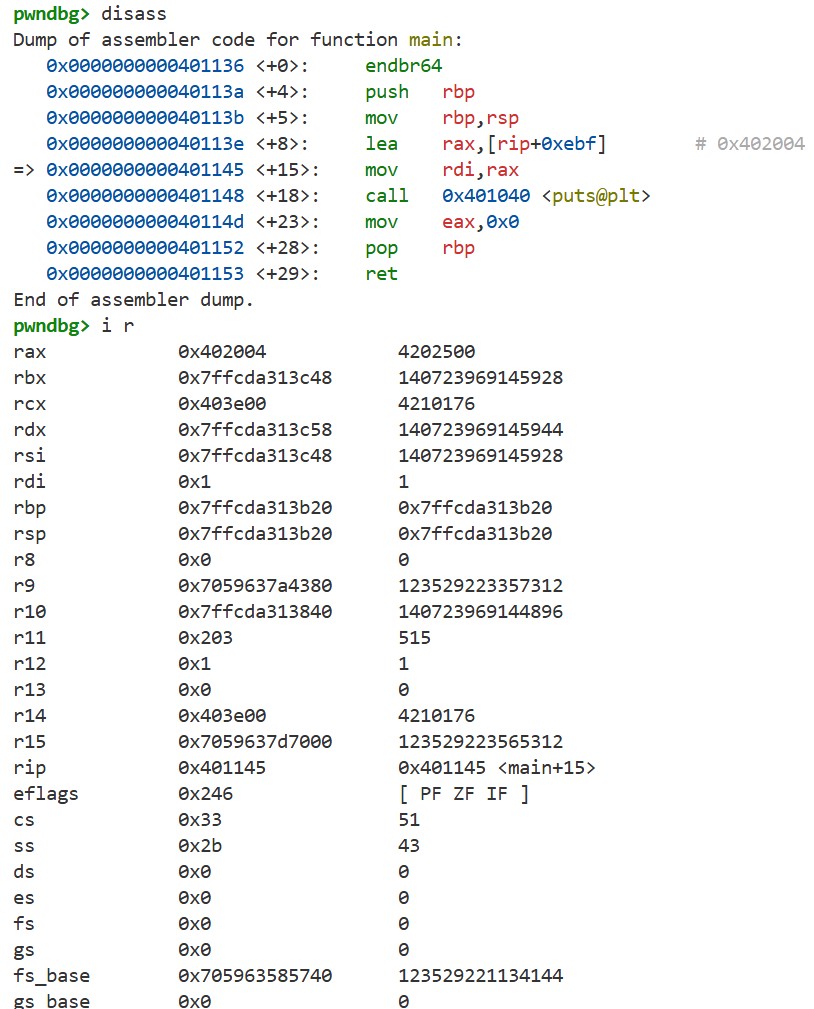 pwndbg> disass
Dump of assembler code for function main:
   0x0000000000401136 <+0>:     endbr64
   0x000000000040113a <+4>:     push   rbp
   0x000000000040113b <+5>:     mov    rbp,rsp
   0x000000000040113e <+8>:     lea    rax,[rip+0xebf]        # 0x402004
=> 0x0000000000401145 <+15>:    mov    rdi,rax
   0x0000000000401148 <+18>:    call   0x401040 <puts@plt>
   0x000000000040114d <+23>:    mov    eax,0x0
   0x0000000000401152 <+28>:    pop    rbp
   0x0000000000401153 <+29>:    ret
End of assembler dump.
pwndbg> i r
rax            0x402004            4202500
rbx            0x7ffcda313c48      140723969145928
rcx            0x403e00            4210176
rdx            0x7ffcda313c58      140723969145944
rsi            0x7ffcda313c48      140723969145928
rdi            0x1                 1
rbp            0x7ffcda313b20      0x7ffcda313b20
rsp            0x7ffcda313b20      0x7ffcda313b20
r8             0x0                 0
r9             0x7059637a4380      123529223357312
r10            0x7ffcda313840      140723969144896
r11            0x203               515
r12            0x1                 1
r13            0x0                 0
r14            0x403e00            4210176
r15            0x7059637d7000      123529223565312
rip            0x401145            0x401145 <main+15>
eflags         0x246               [ PF ZF IF ]
cs             0x33                51
ss             0x2b                43
ds             0x0                 0
es             0x0                 0
fs             0x0                 0
gs             0x0                 0
fs_base        0x705963585740      123529221134144
gs_base        0x0                 0